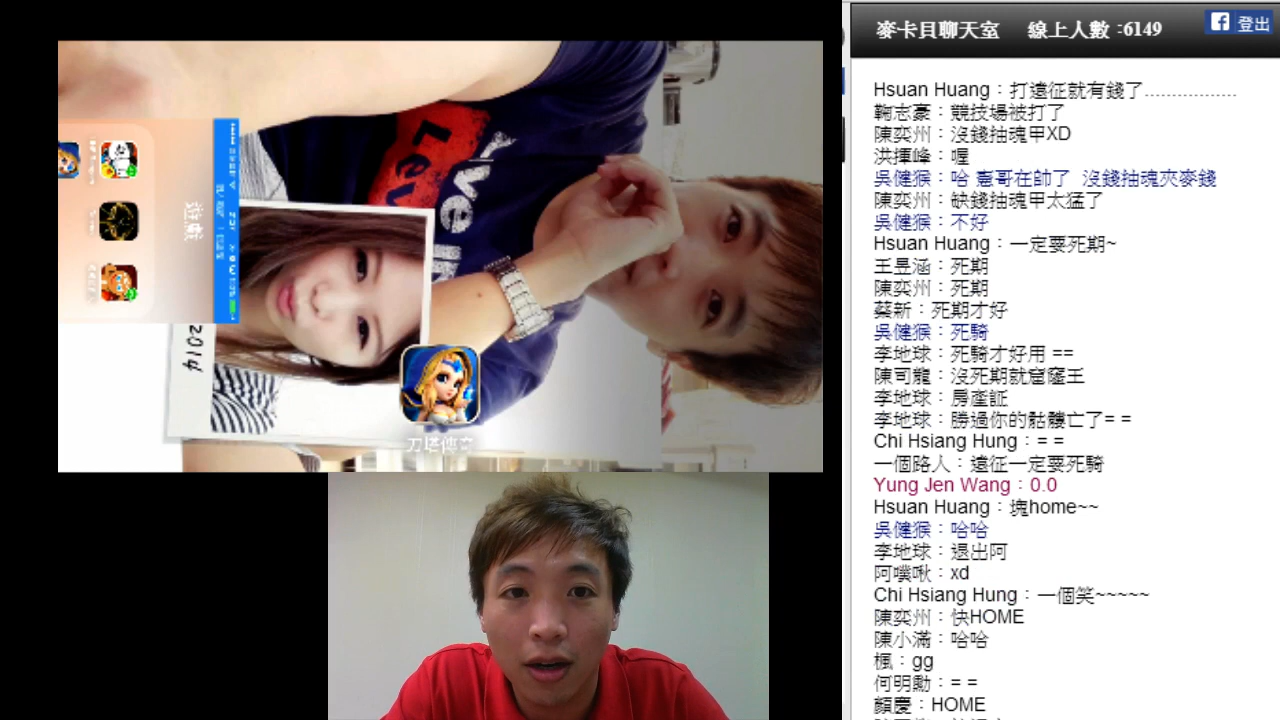 麥卡貝聊天室 線上人數 :6149
登出
Hsuan Huang：打遠征就有錢了................
鞠志豪：競技場被打了
陳奕州：沒錢抽魂甲XD
洪揮峰：喔
吳健猴：哈 憲哥在帥了 沒錢抽魂夾麥錢
陳奕州：缺錢抽魂甲太猛了
吳健猴：不好
Hsuan Huang：一定要死期~
王昱涵：死期
陳奕州：死期
蔡新：死期才好
吳健猴：死騎
李地球：死騎才好用 ==
陳司龍：沒死期就窟窿王
李地球：房產証
李地球：勝過你的骷髏亡了= =
Chi Hsiang Hung：= =
一個路人：遠征一定要死騎
Yung Jen Wang：0.0
Hsuan Huang：塊home~~
吳健猴：哈哈
李地球：退出阿
阿噗啾：xd
Chi Hsiang Hung：一個笑~~~~~
陳奕州：快HOME
陳小滿：哈哈
楓：gg
何明勳：= =
顏慶：HOME
Love
Lev
遊戲
2014
刀塔傳奇